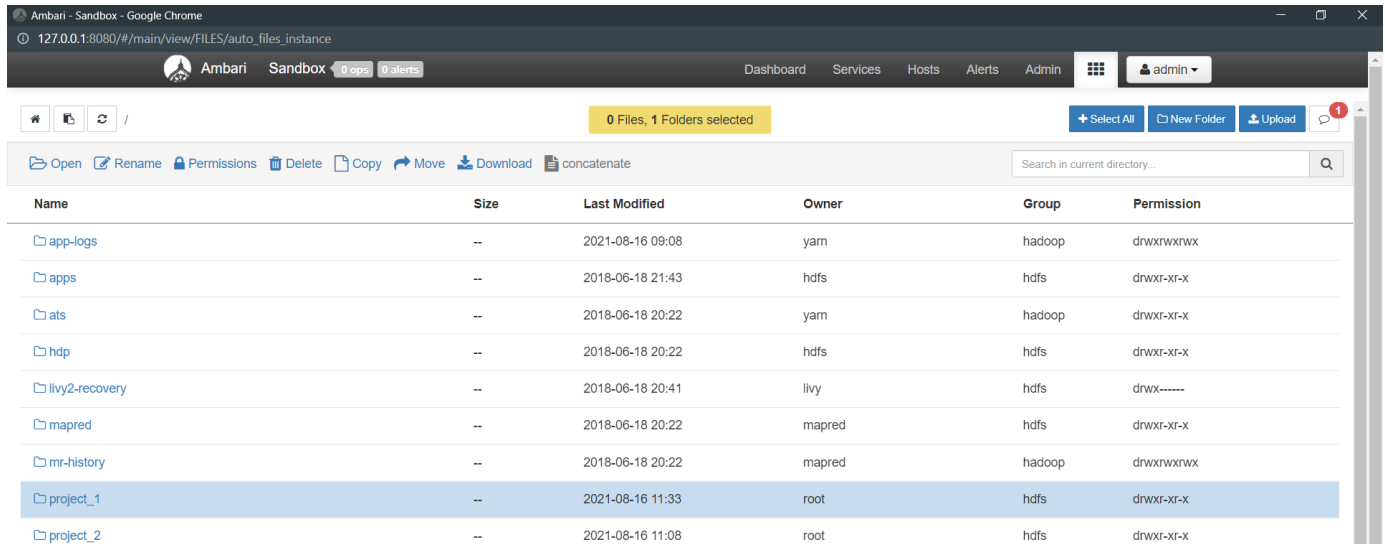 Ambari - Sandbox - Google Chrome
127.0.0.1:8080/#/main/view/FILES/auto_files_instance
Ambari Sandbox 0 ops 0 alerts Dashboard Services Hosts Alerts Admin admin
/ 0 Files, 1 Folders selected Select All New Folder Upload 1
Open Rename Permissions Delete Copy Move Download concatenate Search in current directory...
Name Size Last Modified Owner Group Permission
app-logs -- 2021-08-16 09:08 yarn hadoop drwxrwxrwx
apps -- 2018-06-18 21:43 hdfs hdfs drwxr-xr-x
ats -- 2018-06-18 20:22 yarn hadoop drwxr-xr-x
hdp -- 2018-06-18 20:22 hdfs hdfs drwxr-xr-x
livy2-recovery -- 2018-06-18 20:41 livy hdfs drwx------
mapred -- 2018-06-18 20:22 mapred hdfs drwxr-xr-x
mr-history -- 2018-06-18 20:22 mapred hadoop drwxrwxrwx
project_1 -- 2021-08-16 11:33 root hdfs drwxr-xr-x
project_2 -- 2021-08-16 11:08 root hdfs drwxr-xr-x